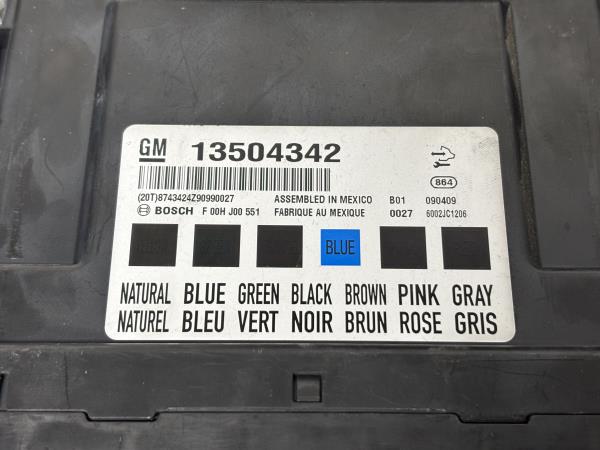 GM 13504342
864
(20T)8743424Z90990027 ASSEMBLED IN MEXICO B01 090409
BOSCH F 00H J00 551 FABRIQUE AU MEXIQUE 0027 6002JC1206
BLUE
NATURAL BLUE GREEN BLACK BROWN PINK GRAY
NATUREL BLEU VERT NOIR BRUN ROSE GRIS